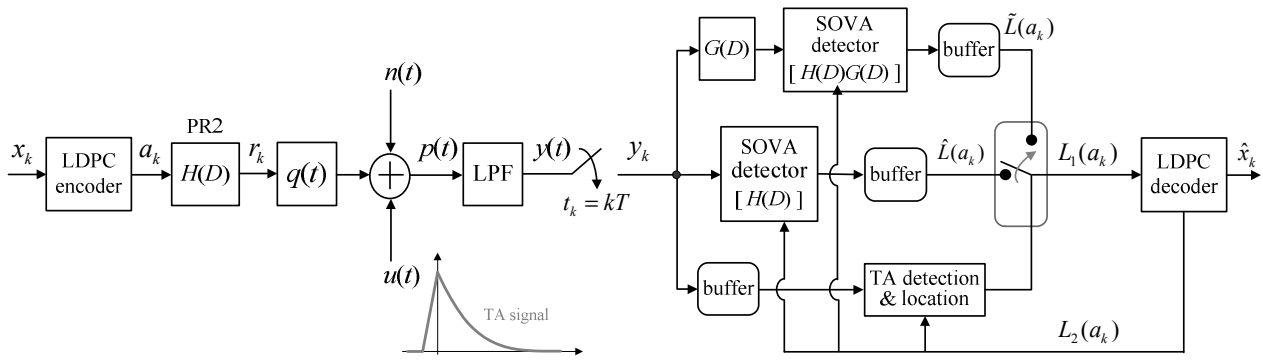 x_k
LDPC
encoder
a_k
PR2
H(D)
r_k
q(t)
n(t)
+
u(t)
TA signal
p(t)
LPF
y(t)
t_k = kT
y_k
G(D)
SOVA
detector
[ H(D)G(D) ]
buffer
L̃(a_k)
SOVA
detector
[ H(D) ]
buffer
L̂(a_k)
buffer
TA detection
& location
L_1(a_k)
LDPC
decoder
x̂_k
L_2(a_k)